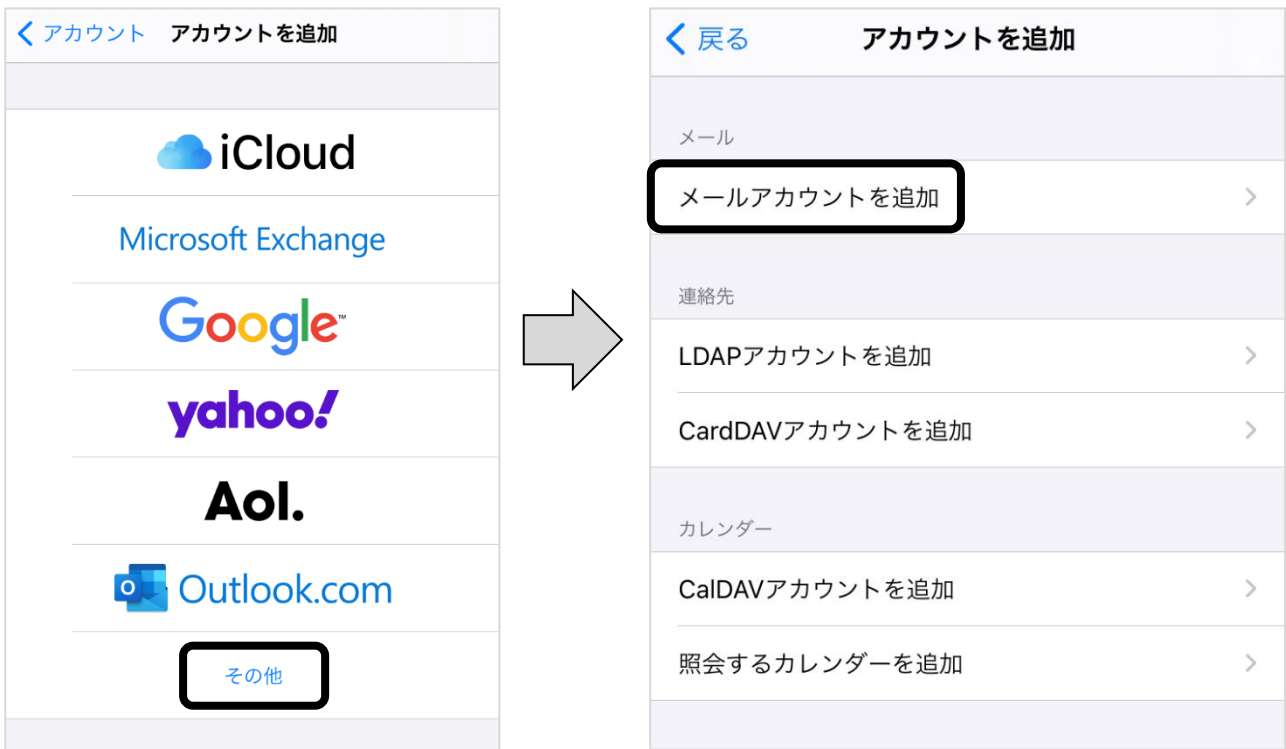 アカウント アカウントを追加
iCloud
Microsoft Exchange
Google™
yahoo!
Aol.
Outlook.com
その他
戻る アカウントを追加
メール
メールアカウントを追加
連絡先
LDAPアカウントを追加
CardDAVアカウントを追加
カレンダー
CalDAVアカウントを追加
照会するカレンダーを追加